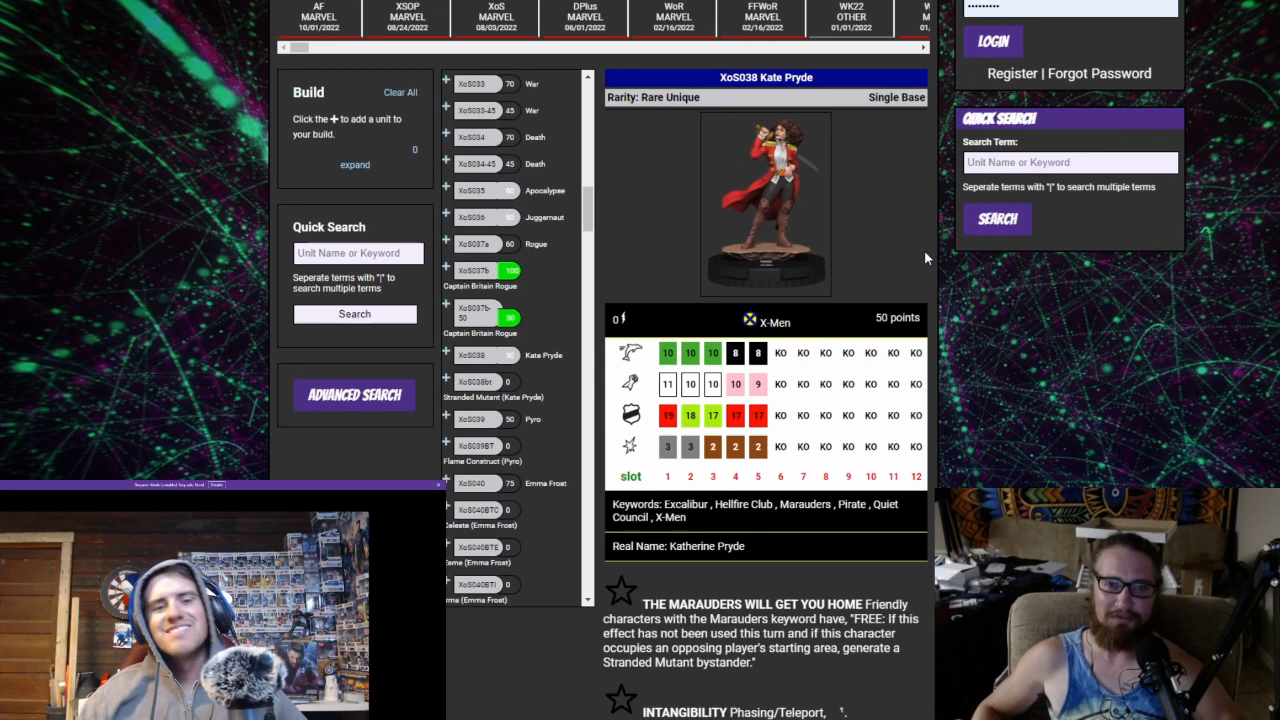 AF
MARVEL
10/01/2022
XSOP
MARVEL
08/24/2022
XoS
MARVEL
08/03/2022
DPlus
MARVEL
06/01/2022
WoR
MARVEL
02/16/2022
FFWoR
MARVEL
02/16/2022
WK22
OTHER
01/01/2022
•••••••••
LOGIN
Register | Forgot Password
QUICK SEARCH
Search Term:
Unit Name or Keyword
Seperate terms with "|" to search multiple terms
SEARCH
Build
Clear All
Click the + to add a unit to
your build.
0
expand
Quick Search
Unit Name or Keyword
Seperate terms with "|" to
search multiple terms
Search
ADVANCED SEARCH
XoS033 70 War
XoS033-45 45 War
XoS034 70 Death
XoS034-45 45 Death
XoS035 60 Apocalypse
XoS036 50 Juggernaut
XoS037a 60 Rogue
XoS037b 100
Captain Britain Rogue
XoS037b-
50 50
Captain Britain Rogue
XoS038 50 Kate Pryde
XoS038bt 0
Stranded Mutant (Kate Pryde)
XoS039 50 Pyro
XoS039BT 0
Flame Construct (Pyro)
XoS040 75 Emma Frost
XoS040BTC 0
Celeste (Emma Frost)
XoS040BTE 0
Esme (Emma Frost)
XoS040BTI 0
XoS038 Kate Pryde
Rarity: Rare Unique Single Base
0 X-Men 50 points
10 10 10 8 8 KO KO KO KO KO KO KO
11 10 10 10 9 KO KO KO KO KO KO KO
19 18 17 17 17 KO KO KO KO KO KO KO
3 3 2 2 2 KO KO KO KO KO KO KO
slot 1 2 3 4 5 6 7 8 9 10 11 12
Keywords: Excalibur , Hellfire Club , Marauders , Pirate , Quiet
Council , X-Men
Real Name: Katherine Pryde
THE MARAUDERS WILL GET YOU HOME Friendly
characters with the Marauders keyword have, "FREE: If this
effect has not been used this turn and if this character
occupies an opposing player's starting area, generate a
Stranded Mutant bystander."
INTANGIBILITY Phasing/Teleport,